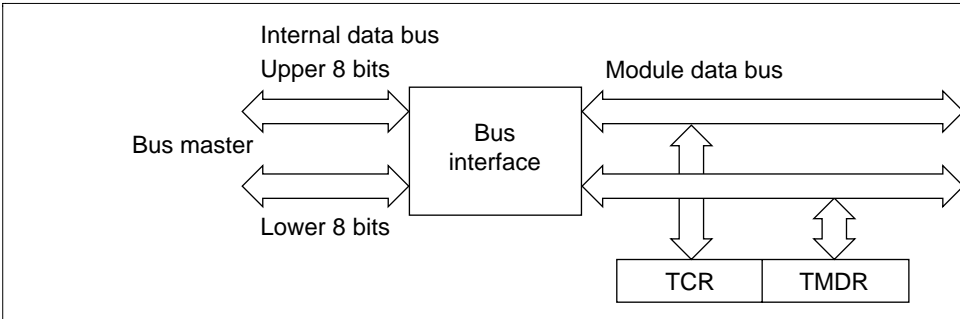 Internal data bus
Upper 8 bits
Module data bus
Bus
interface
Bus master
Lower 8 bits
TCR
TMDR